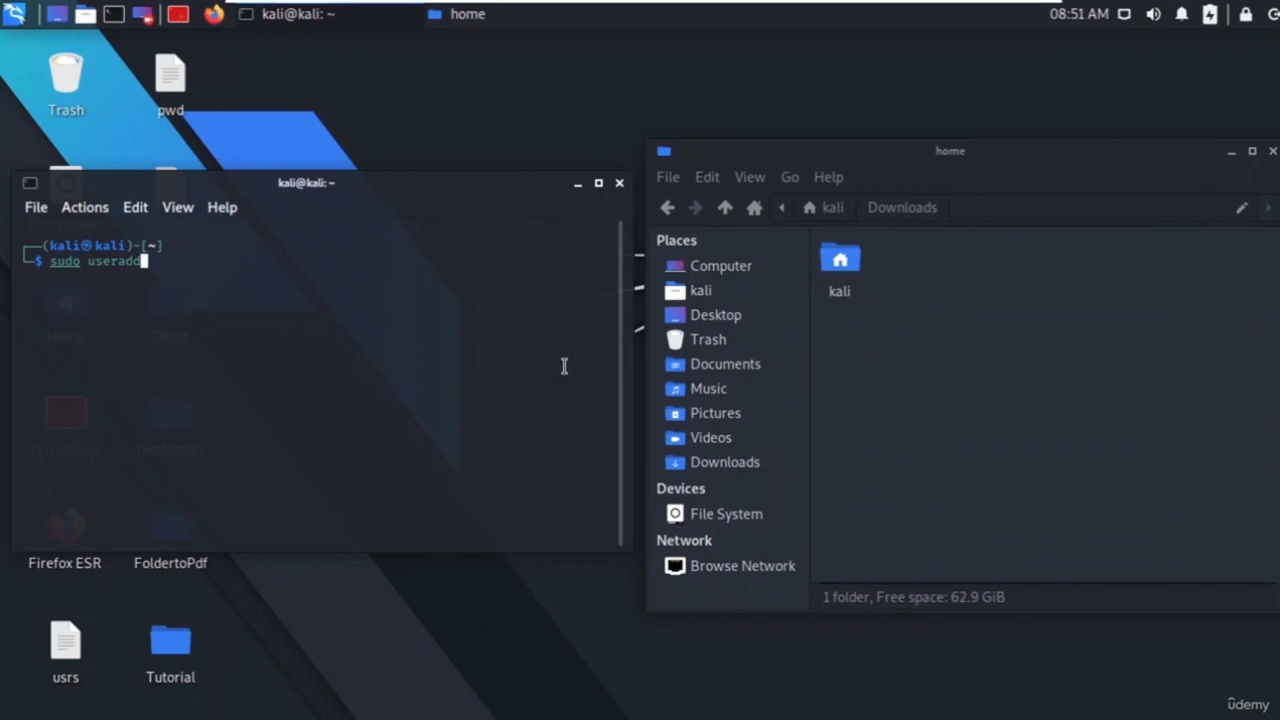 kali@kali: ~
home
08:51 AM
Trash
pwd
kali@kali: ~
File Actions Edit View Help
┌──(kali㉿kali)-[~]
└─$ sudo useradd
Home
Firefox ESR
FoldertoPdf
usrs
Tutorial
home
File Edit View Go Help
kali Downloads
Places
Computer
kali
Desktop
Trash
Documents
Music
Pictures
Videos
Downloads
Devices
File System
Network
Browse Network
kali
1 folder, Free space: 62.9 GiB
ûdemy